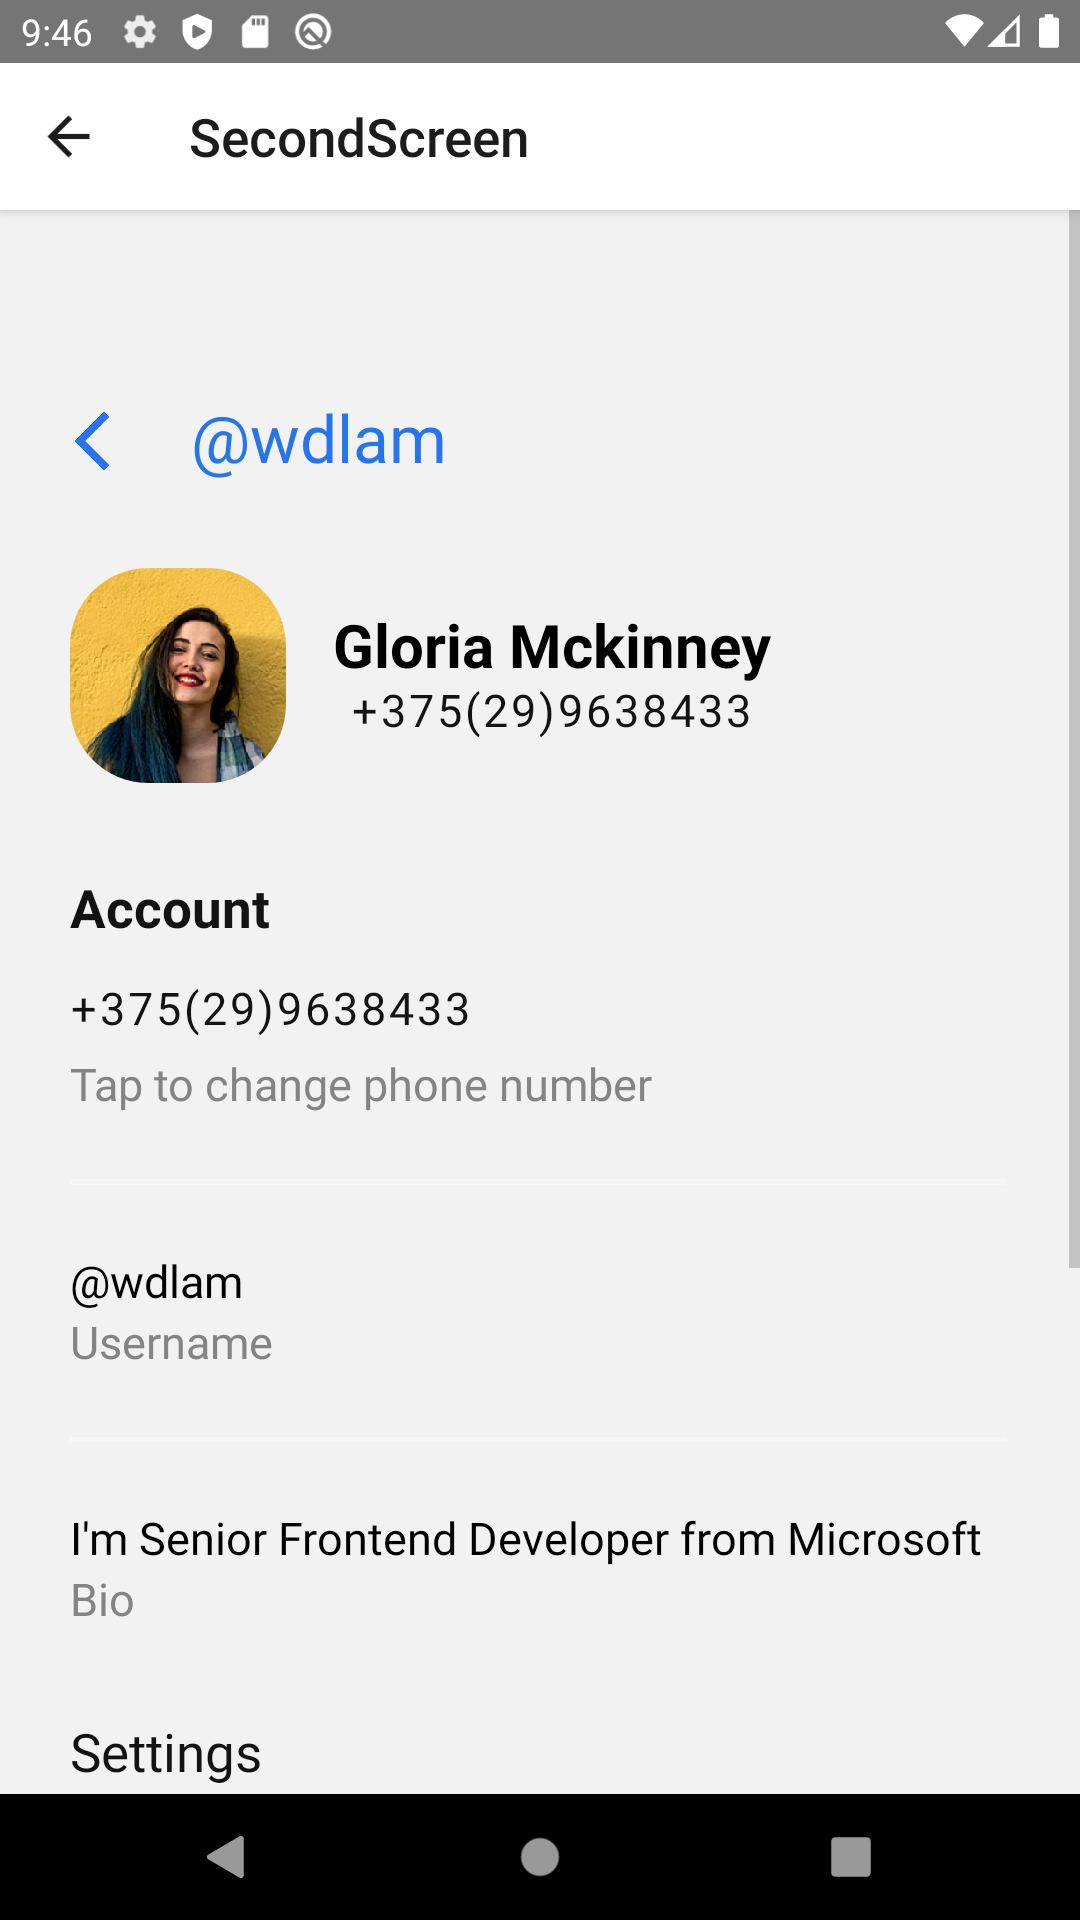 9:46
SecondScreen
@wdlam
Gloria Mckinney
+375(29)9638433
Account
+375(29)9638433
Tap to change phone number
@wdlam
Username
I'm Senior Frontend Developer from Microsoft
Bio
Settings